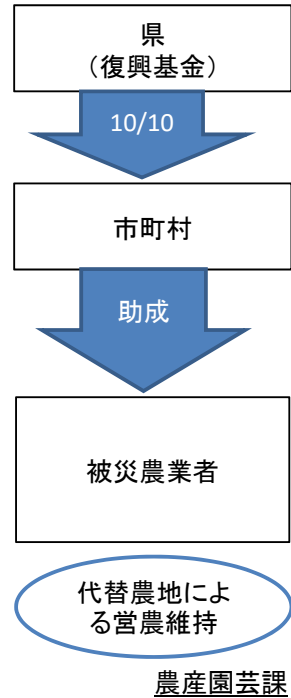 県
（復興基金）
10/10
市町村
助成
被災農業者
代替農地によ
る営農維持
農産園芸課